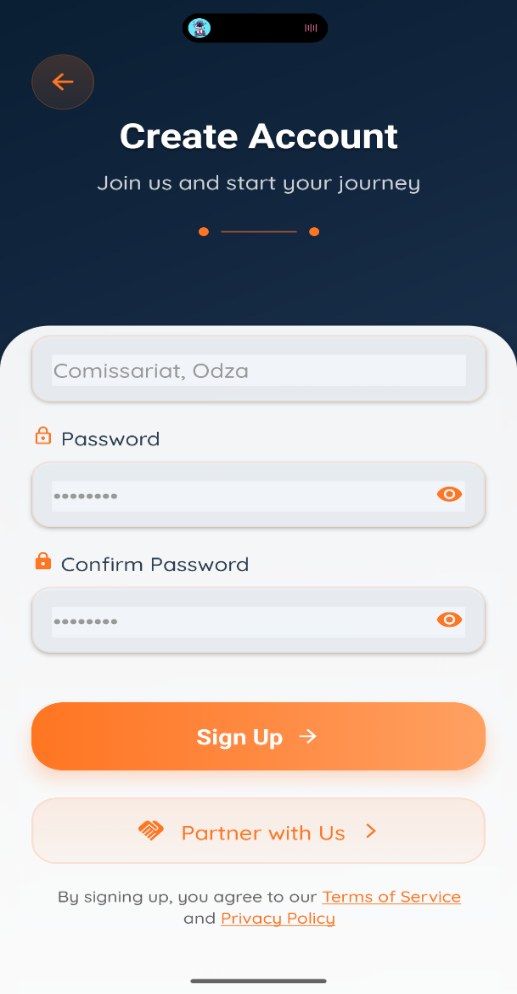 Create Account
Join us and start your journey
Comissariat, Odza
Password
••••••••
Confirm Password
••••••••
Sign Up →
Partner with Us >
By signing up, you agree to our Terms of Service
and Privacy Policy